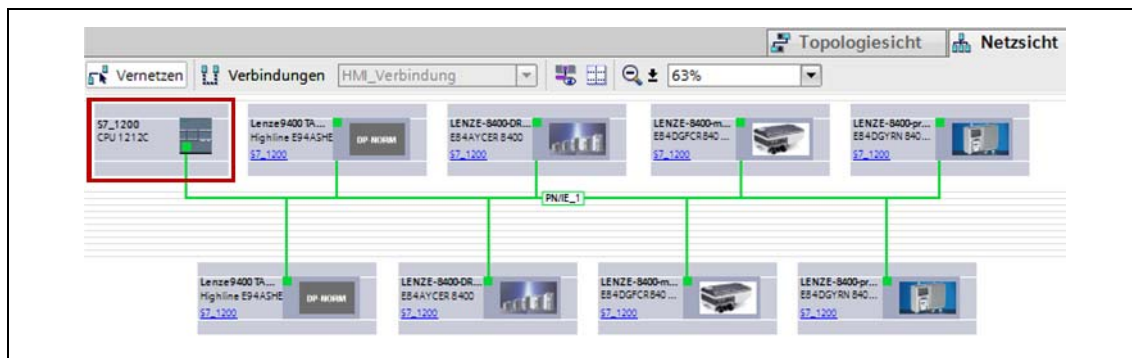 Topologiesicht Netzsicht
Vernetzen Verbindungen HMI_Verbindung 63%
S7_1200
CPU 1212C
Lenze9400 TA...
Highline E94ASHE
DP-NORM
S7_1200
LENZE-8400-DR...
E84AYCER 8400
S7_1200
LENZE-8400-m...
E84DGFCR840 ...
S7_1200
LENZE-8400-pr...
E84DGYRN 840...
S7_1200
PN/IE_1
Lenze9400 TA...
Highline E94ASHE
DP-NORM
S7_1200
LENZE-8400-DR...
E84AYCER 8400
S7_1200
LENZE-8400-m...
E84DGFCR840 ...
S7_1200
LENZE-8400-pr...
E84DGYRN 840...
S7_1200